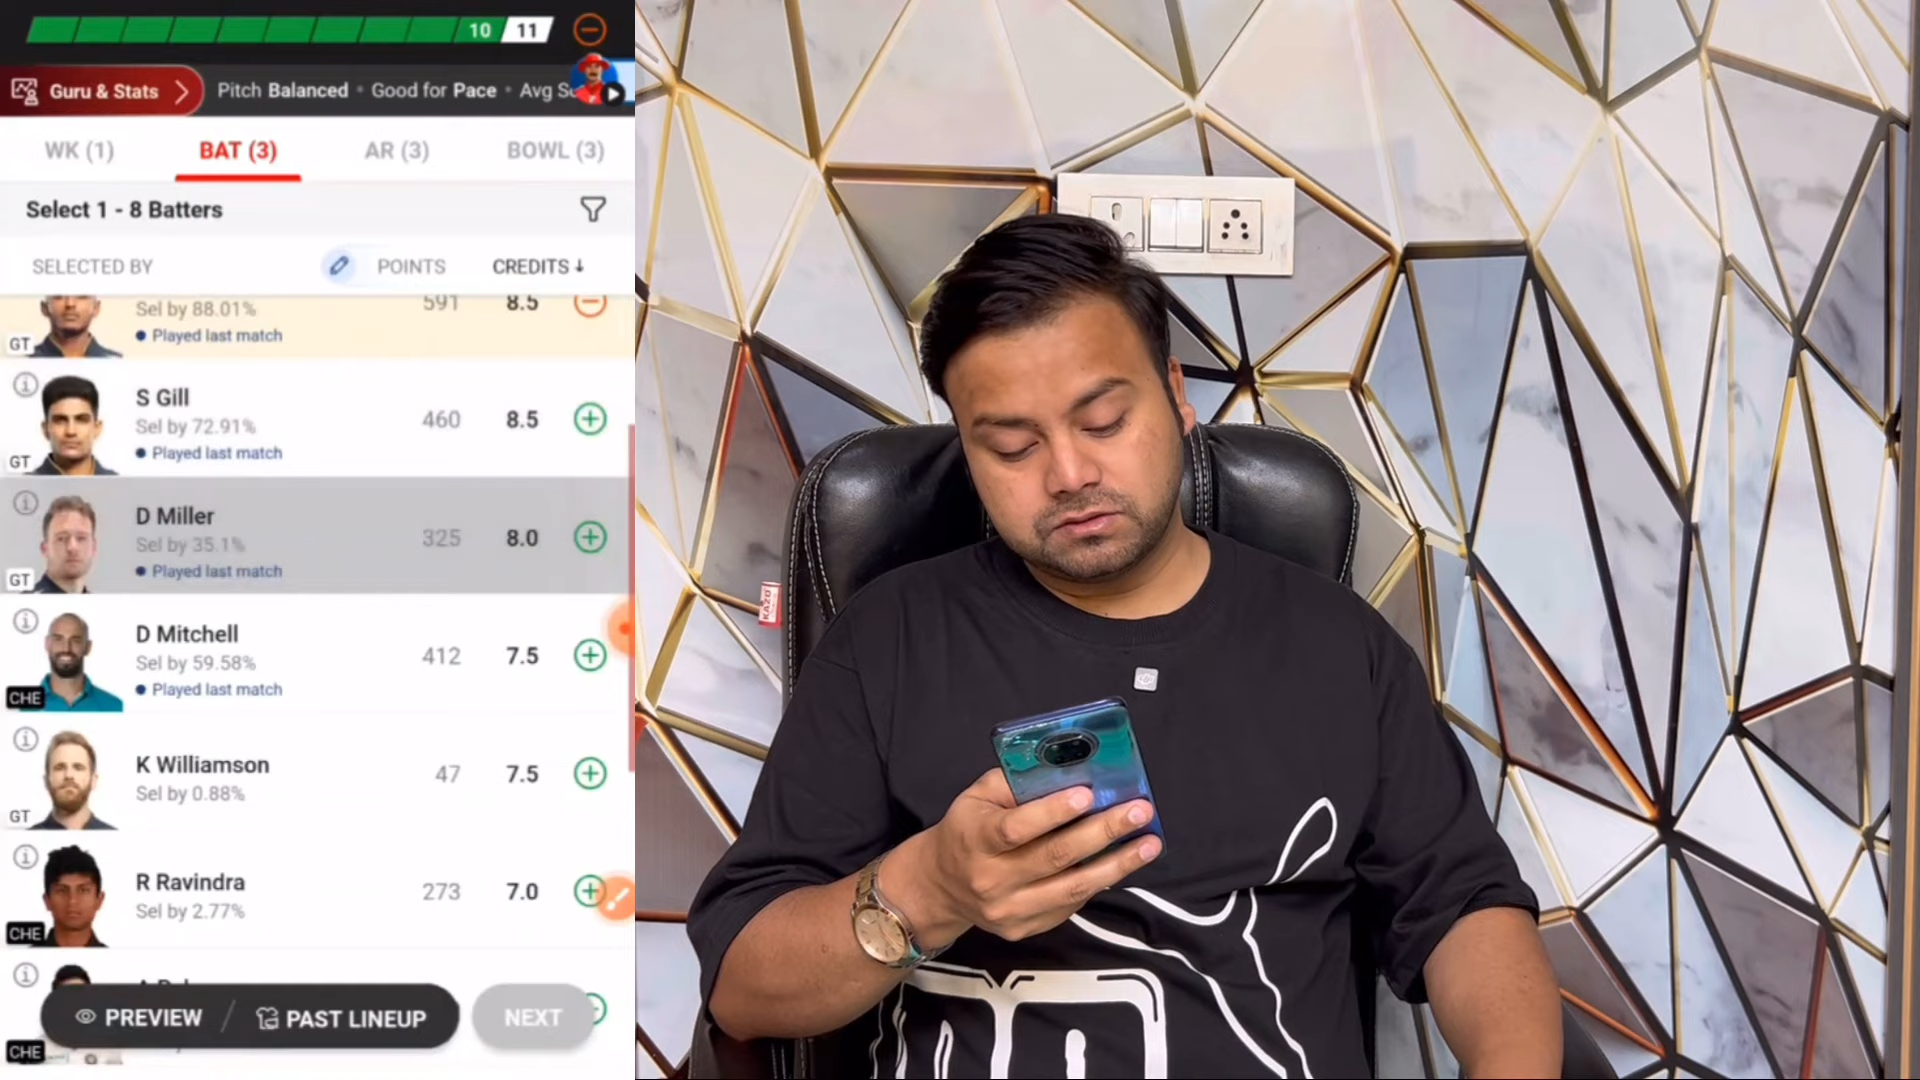 10 11
Guru & Stats Pitch Balanced • Good for Pace • Avg
WK (1) BAT (3) AR (3) BOWL (3)
Select 1 - 8 Batters
SELECTED BY POINTS CREDITS↓
Sel by 88.01% 591 8.5
GT • Played last match
S Gill
Sel by 72.91% 460 8.5
GT • Played last match
D Miller
Sel by 35.1% 325 8.0
GT • Played last match
D Mitchell
Sel by 59.58% 412 7.5
CHE • Played last match
K Williamson
Sel by 0.88% 47 7.5
GT
R Ravindra
Sel by 2.77% 273 7.0
CHE
PREVIEW / PAST LINEUP NEXT
CHE
KAZO